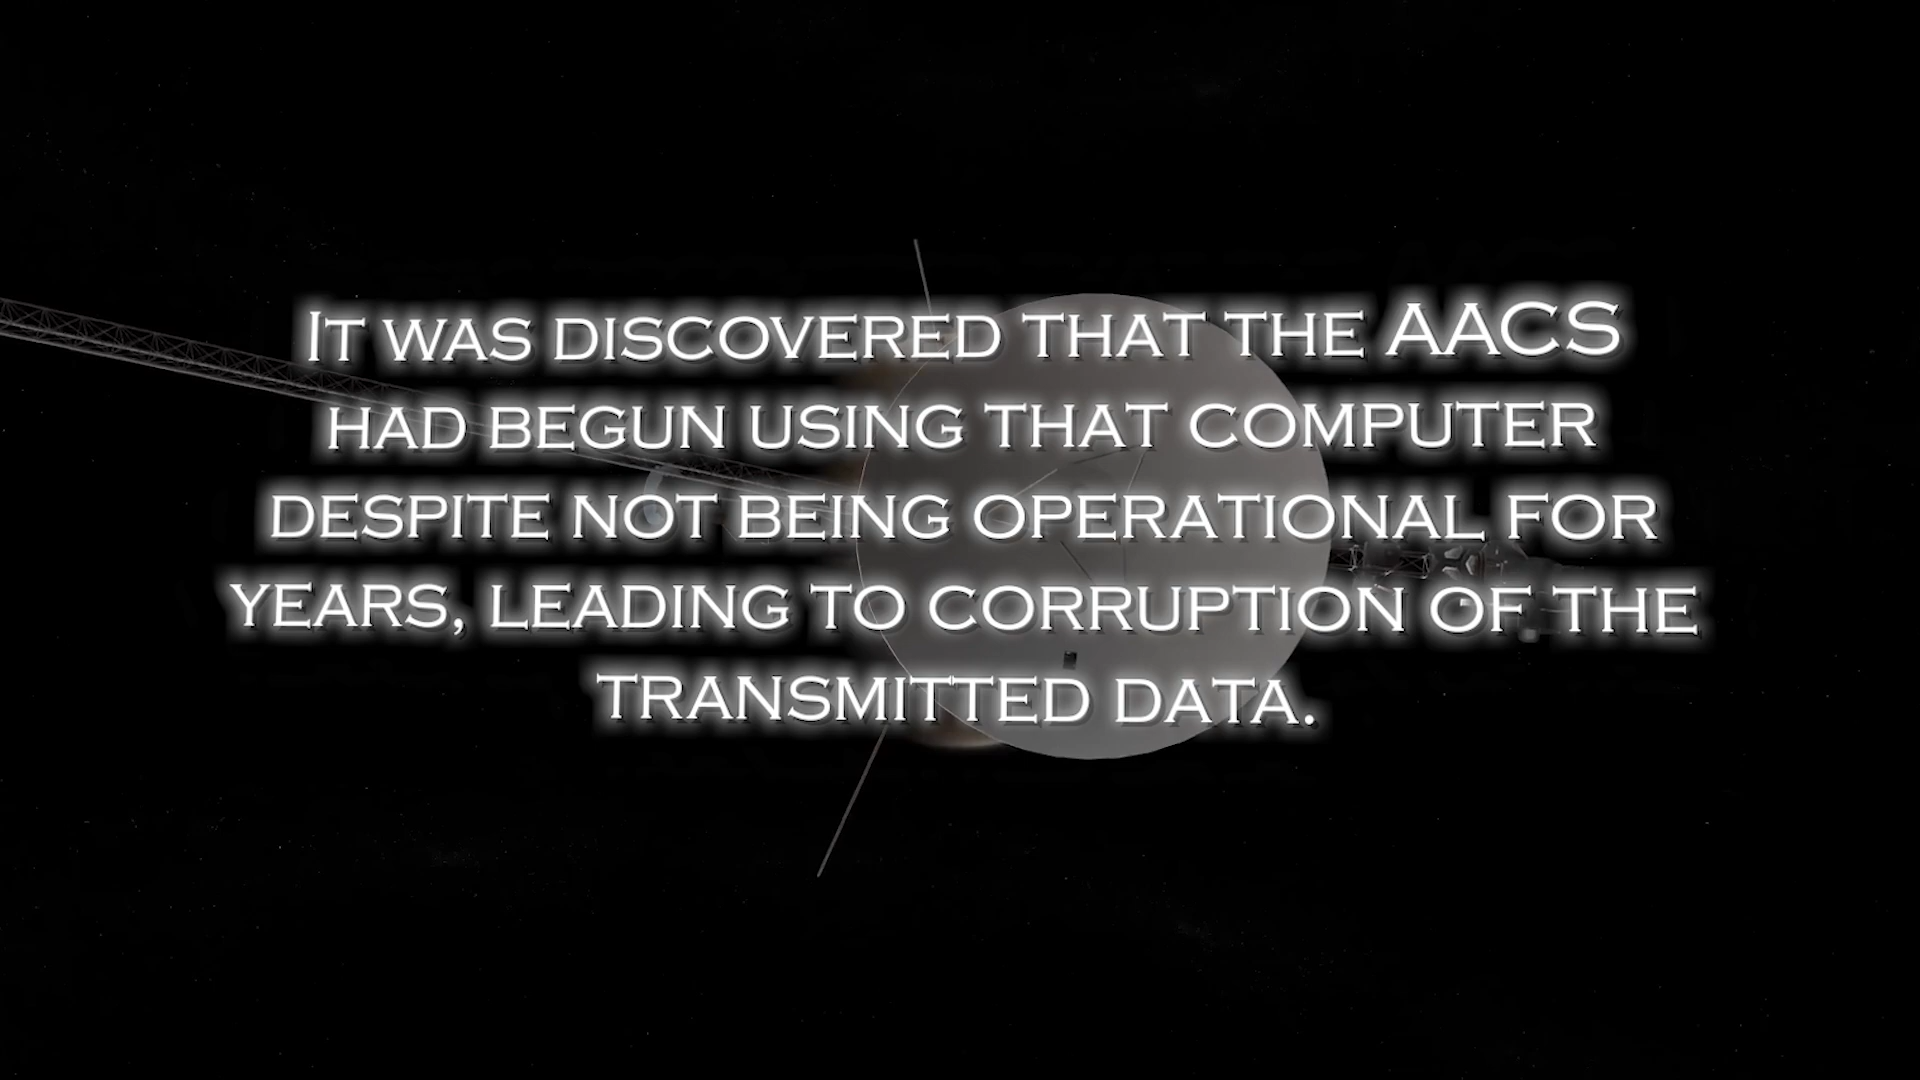 It was discovered that the AACS
had begun using that computer
despite not being operational for
years, leading to corruption of the
transmitted data.